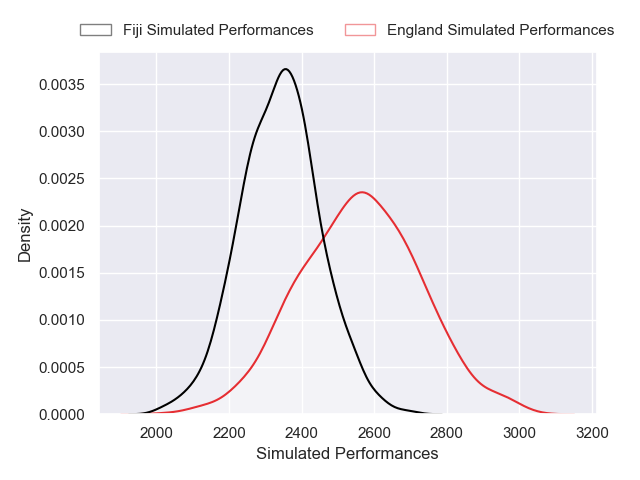 Fiji Simulated Performances
England Simulated Performances
0.0035
0.0030
0.0025
0.0020
0.0015
0.0010
0.0005
0.0000
Density
2000 2200 2400 2600 2800 3000 3200
Simulated Performances